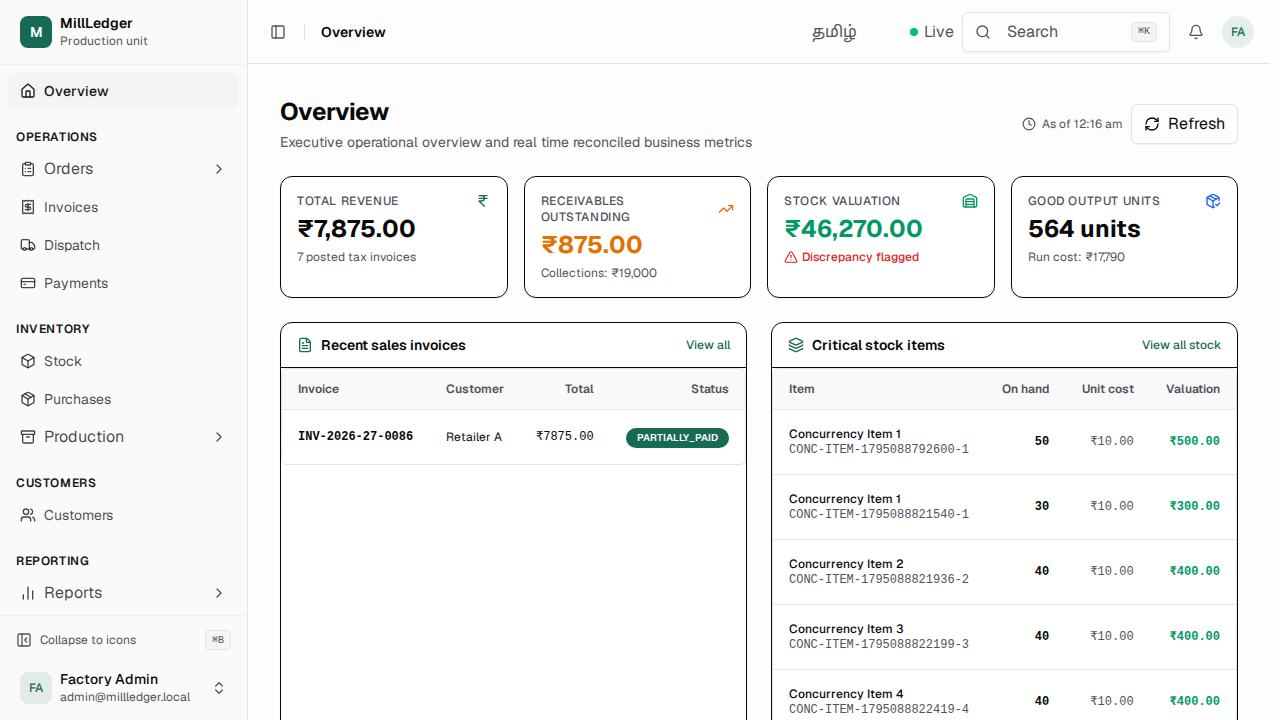 M
MillLedger
Production unit
Overview
OPERATIONS
Orders
Invoices
Dispatch
Payments
INVENTORY
Stock
Purchases
Production
CUSTOMERS
Customers
REPORTING
Reports
Collapse to icons ⌘B
FA
Factory Admin
admin@millledger.local
Overview
தமிழ்
Live
Search ⌘K
FA
Overview
Executive operational overview and real time reconciled business metrics
As of 12:16 am
Refresh
TOTAL REVENUE
₹7,875.00
7 posted tax invoices
RECEIVABLES
OUTSTANDING
₹875.00
Collections: ₹19,000
STOCK VALUATION
₹46,270.00
Discrepancy flagged
GOOD OUTPUT UNITS
564 units
Run cost: ₹17,790
Recent sales invoices View all
Invoice Customer Total Status
INV-2026-27-0086 Retailer A ₹7875.00 PARTIALLY_PAID
Critical stock items View all stock
Item On hand Unit cost Valuation
Concurrency Item 1
CONC-ITEM-1795088792600-1 50 ₹10.00 ₹500.00
Concurrency Item 1
CONC-ITEM-1795088821540-1 30 ₹10.00 ₹300.00
Concurrency Item 2
CONC-ITEM-1795088821936-2 40 ₹10.00 ₹400.00
Concurrency Item 3
CONC-ITEM-1795088822199-3 40 ₹10.00 ₹400.00
Concurrency Item 4
CONC-ITEM-1795088822419-4 40 ₹10.00 ₹400.00